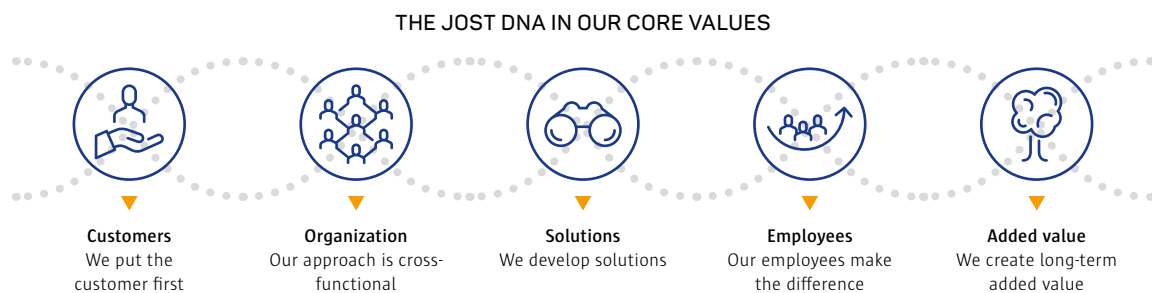 THE JOST DNA IN OUR CORE VALUES
Customers
We put the
customer first
Organization
Our approach is cross-
functional
Solutions
We develop solutions
Employees
Our employees make
the difference
Added value
We create long-term
added value